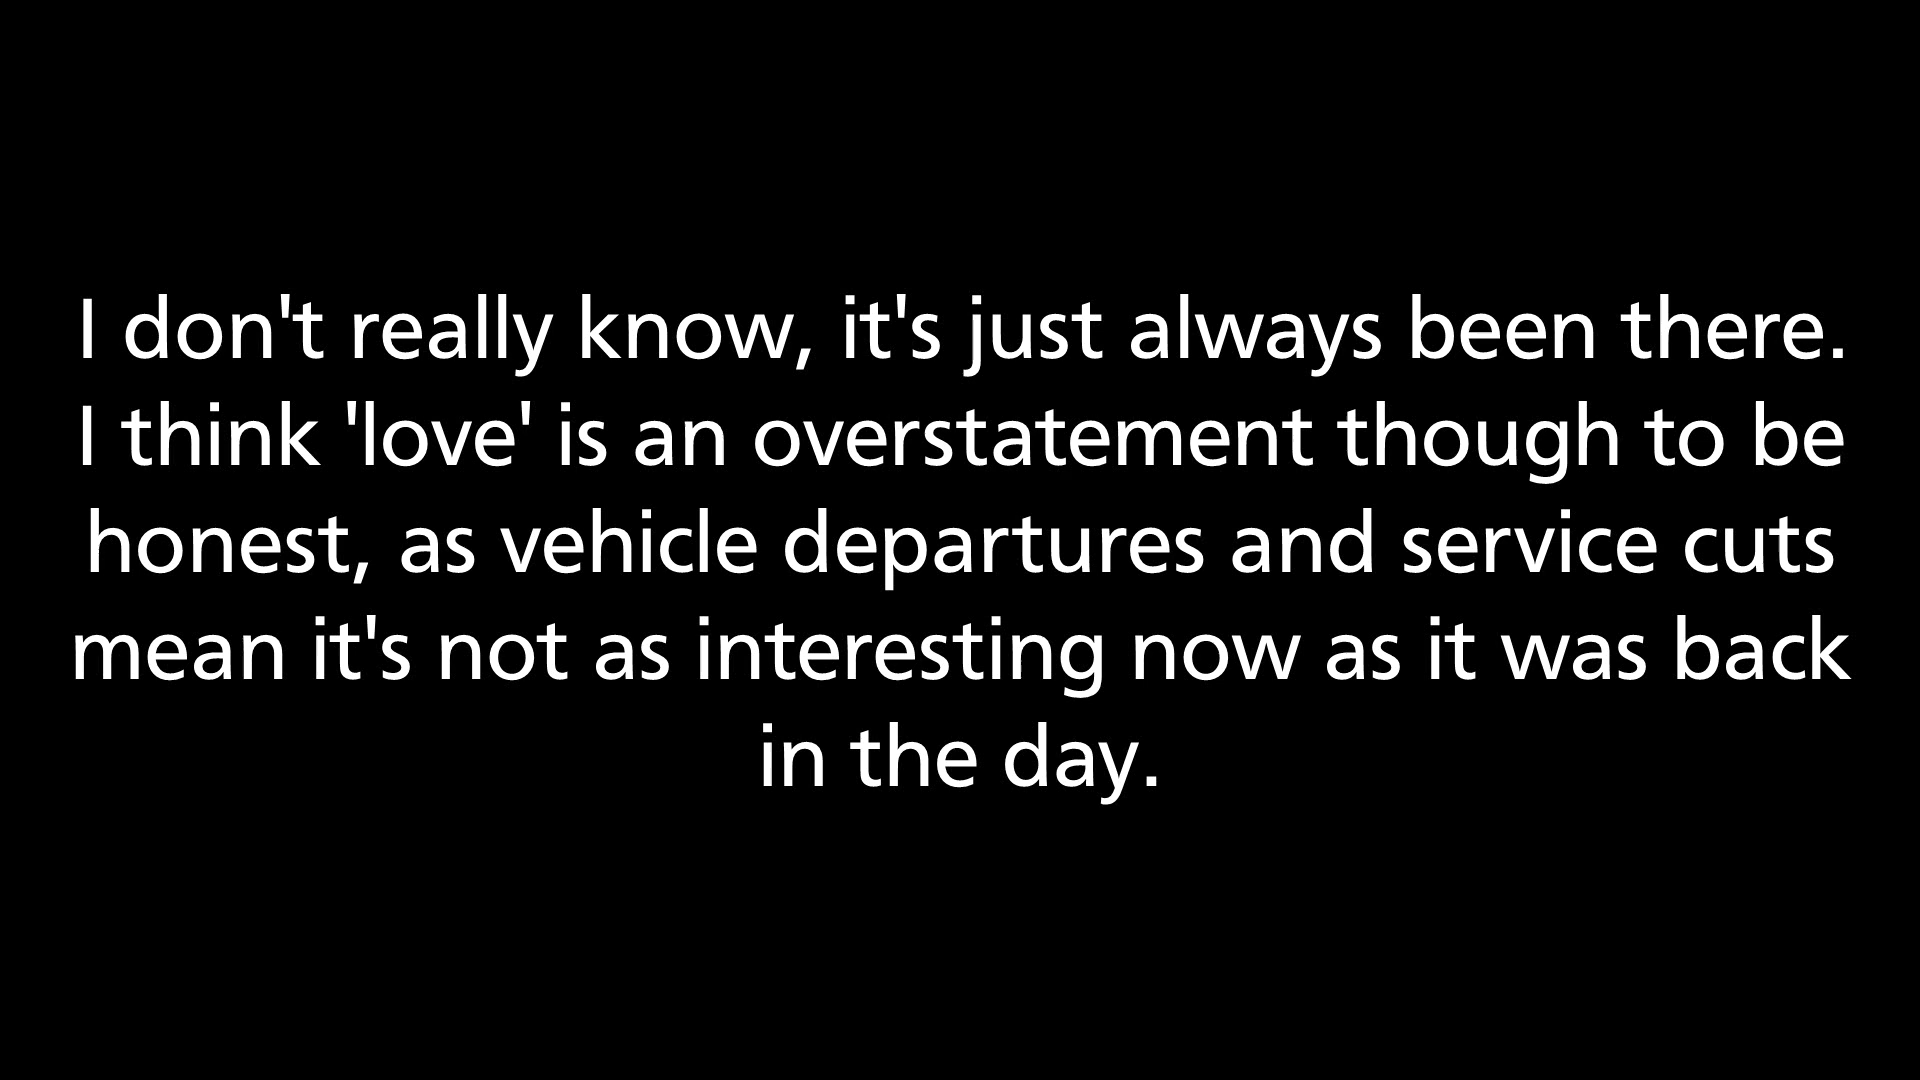 I don't really know, it's just always been there.
I think 'love' is an overstatement though to be
honest, as vehicle departures and service cuts
mean it's not as interesting now as it was back
in the day.